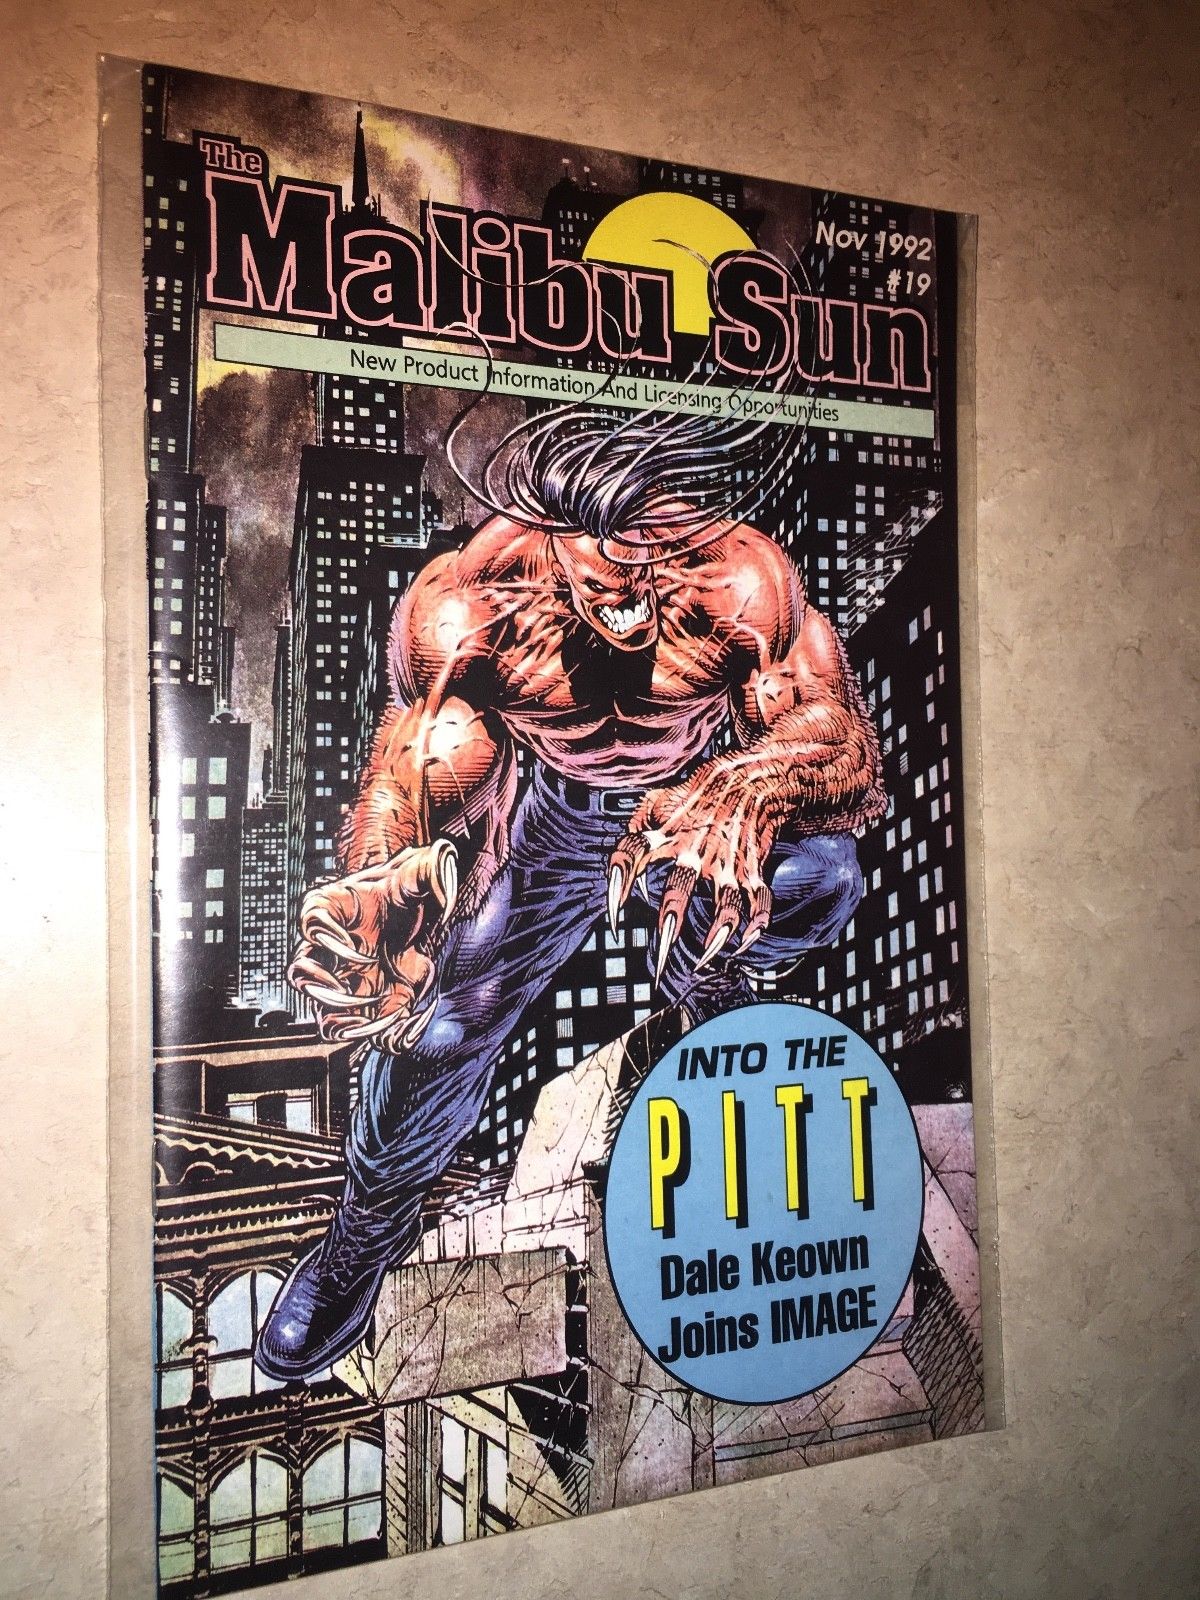 The
Malibu Sun
Nov 1992
#19
New Product Information And Licensing Opportunities
INTO THE
PITT
Dale Keown
Joins IMAGE